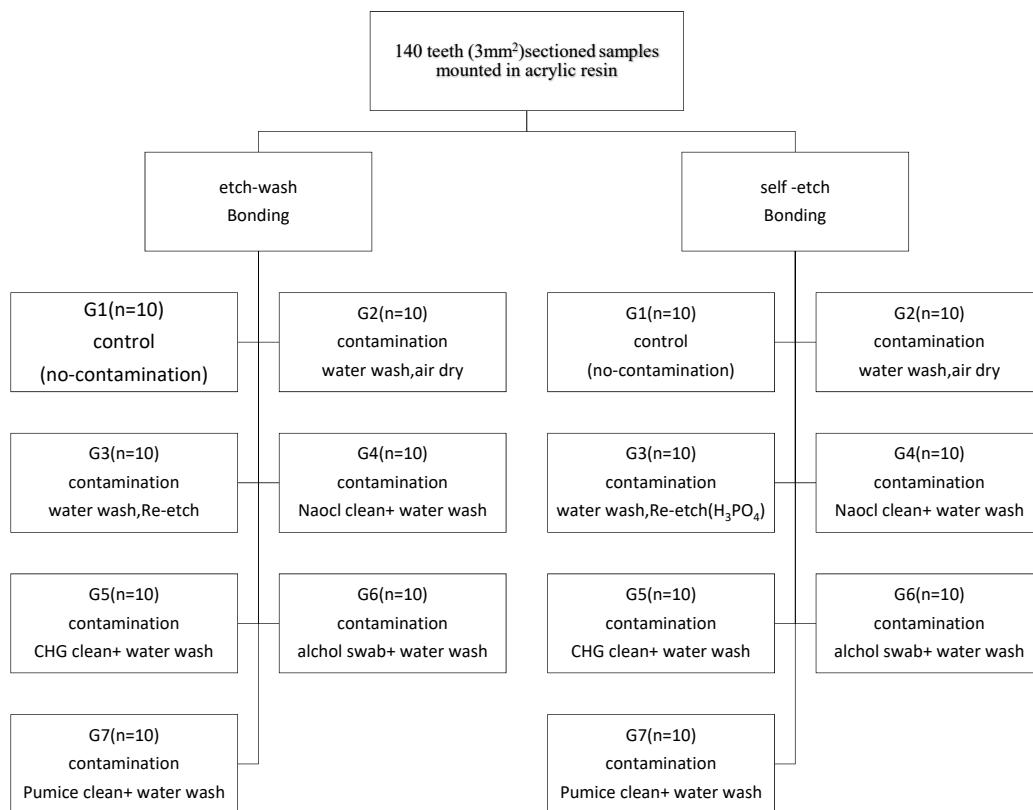 140 teeth (3mm²)sectioned samples
mounted in acrylic resin
etch-wash
Bonding
self -etch
Bonding
G1(n=10)
control
(no-contamination)
G2(n=10)
contamination
water wash,air dry
G1(n=10)
control
(no-contamination)
G2(n=10)
contamination
water wash,air dry
G3(n=10)
contamination
water wash,Re-etch
G4(n=10)
contamination
Naocl clean+ water wash
G3(n=10)
contamination
water wash,Re-etch(H₃PO₄)
G4(n=10)
contamination
Naocl clean+ water wash
G5(n=10)
contamination
CHG clean+ water wash
G6(n=10)
contamination
alchol swab+ water wash
G5(n=10)
contamination
CHG clean+ water wash
G6(n=10)
contamination
alchol swab+ water wash
G7(n=10)
contamination
Pumice clean+ water wash
G7(n=10)
contamination
Pumice clean+ water wash